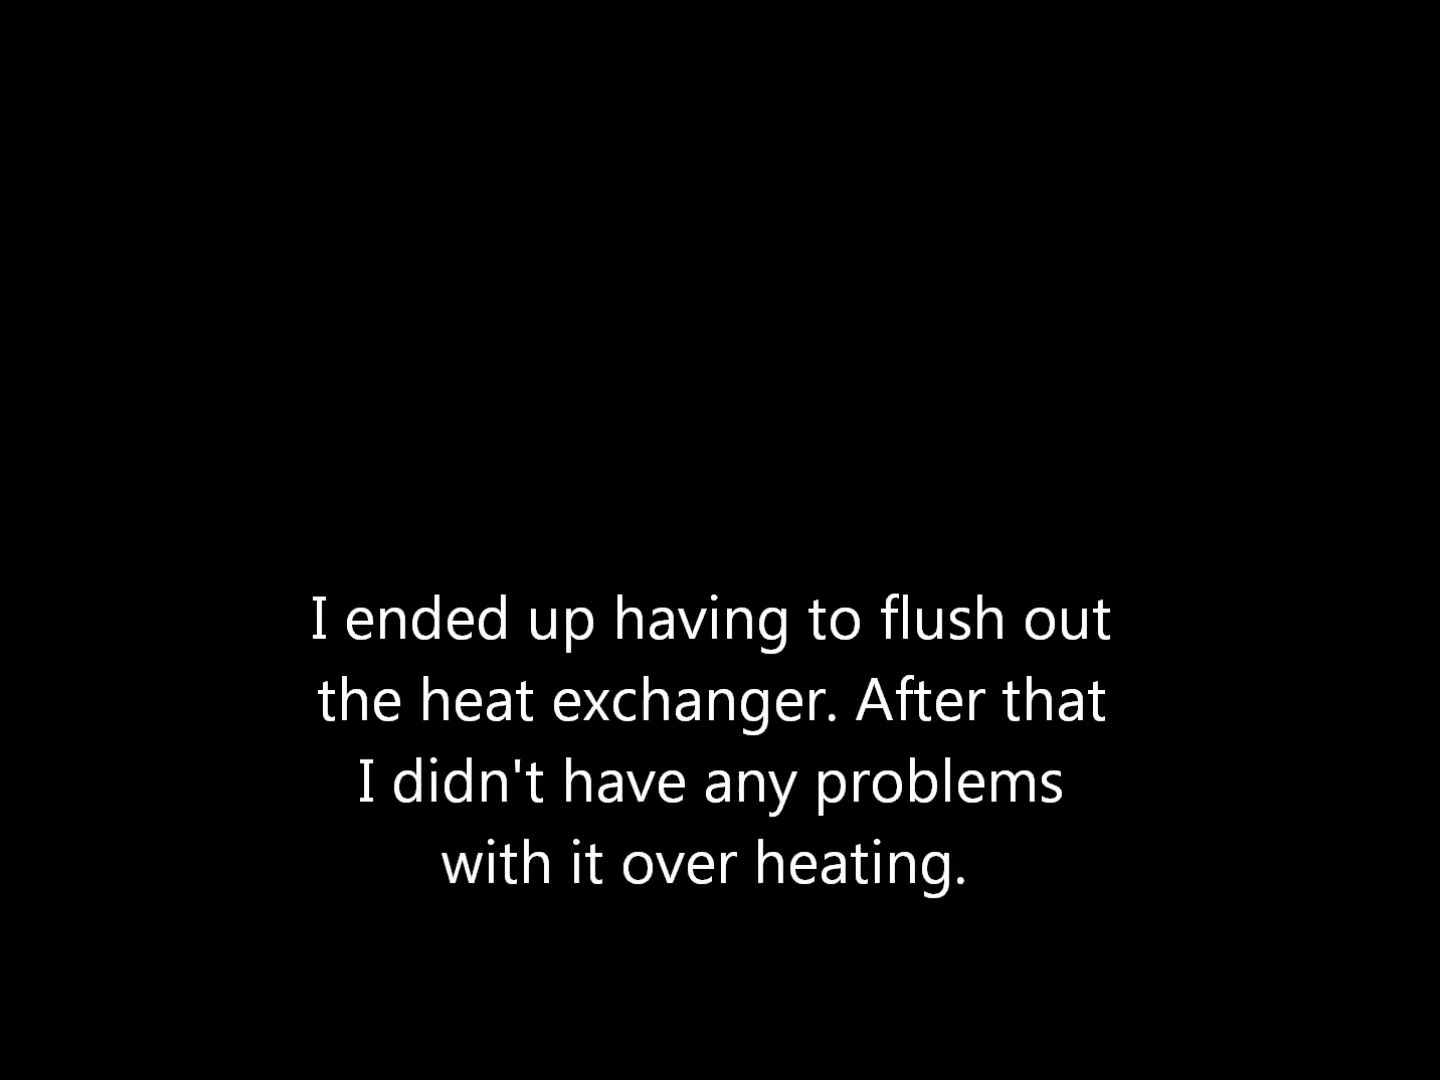 I ended up having to flush out
the heat exchanger. After that
I didn't have any problems
with it over heating.